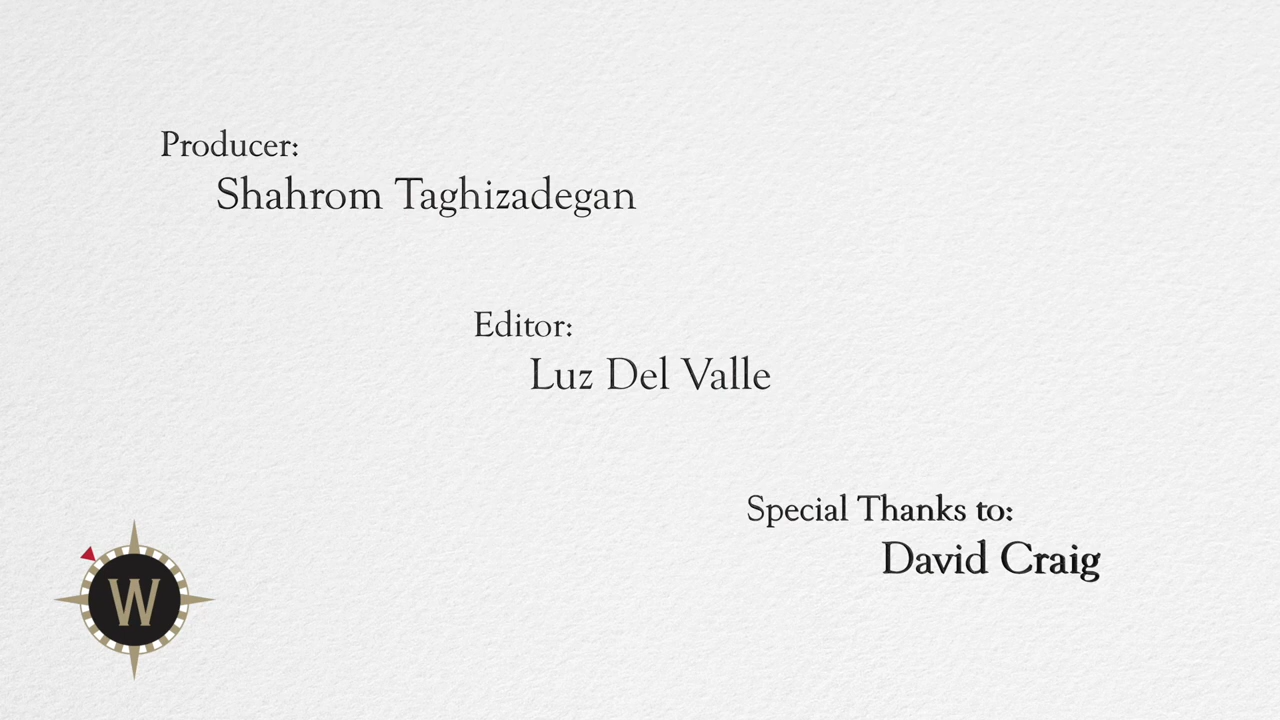 Producer:
Shahrom Taghizadegan
Editor:
Luz Del Valle
Special Thanks to:
David Craig
W